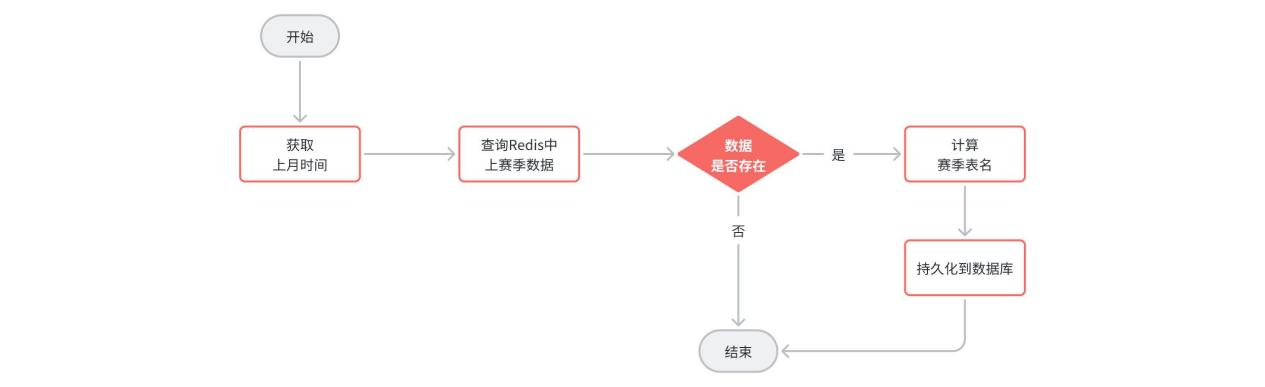 开始
获取
上月时间
查询Redis中
上赛季数据
数据
是否存在
是
计算
赛季表名
否
持久化到数据库
结束